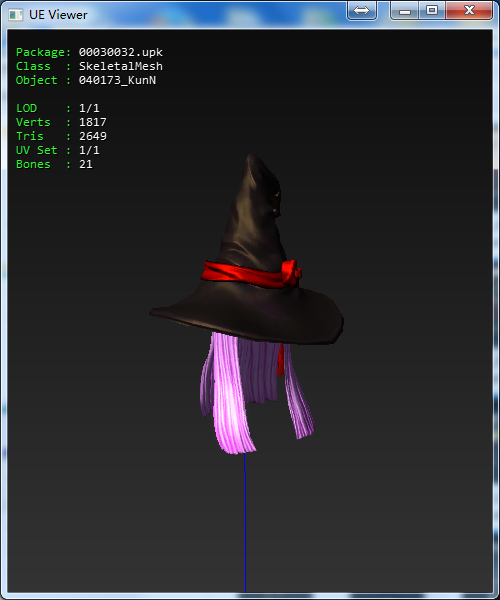 UE Viewer
Package: 00030032.upk
Class : SkeletalMesh
Object : 040173_KunN
LOD : 1/1
Verts : 1817
Tris : 2649
UV Set : 1/1
Bones : 21